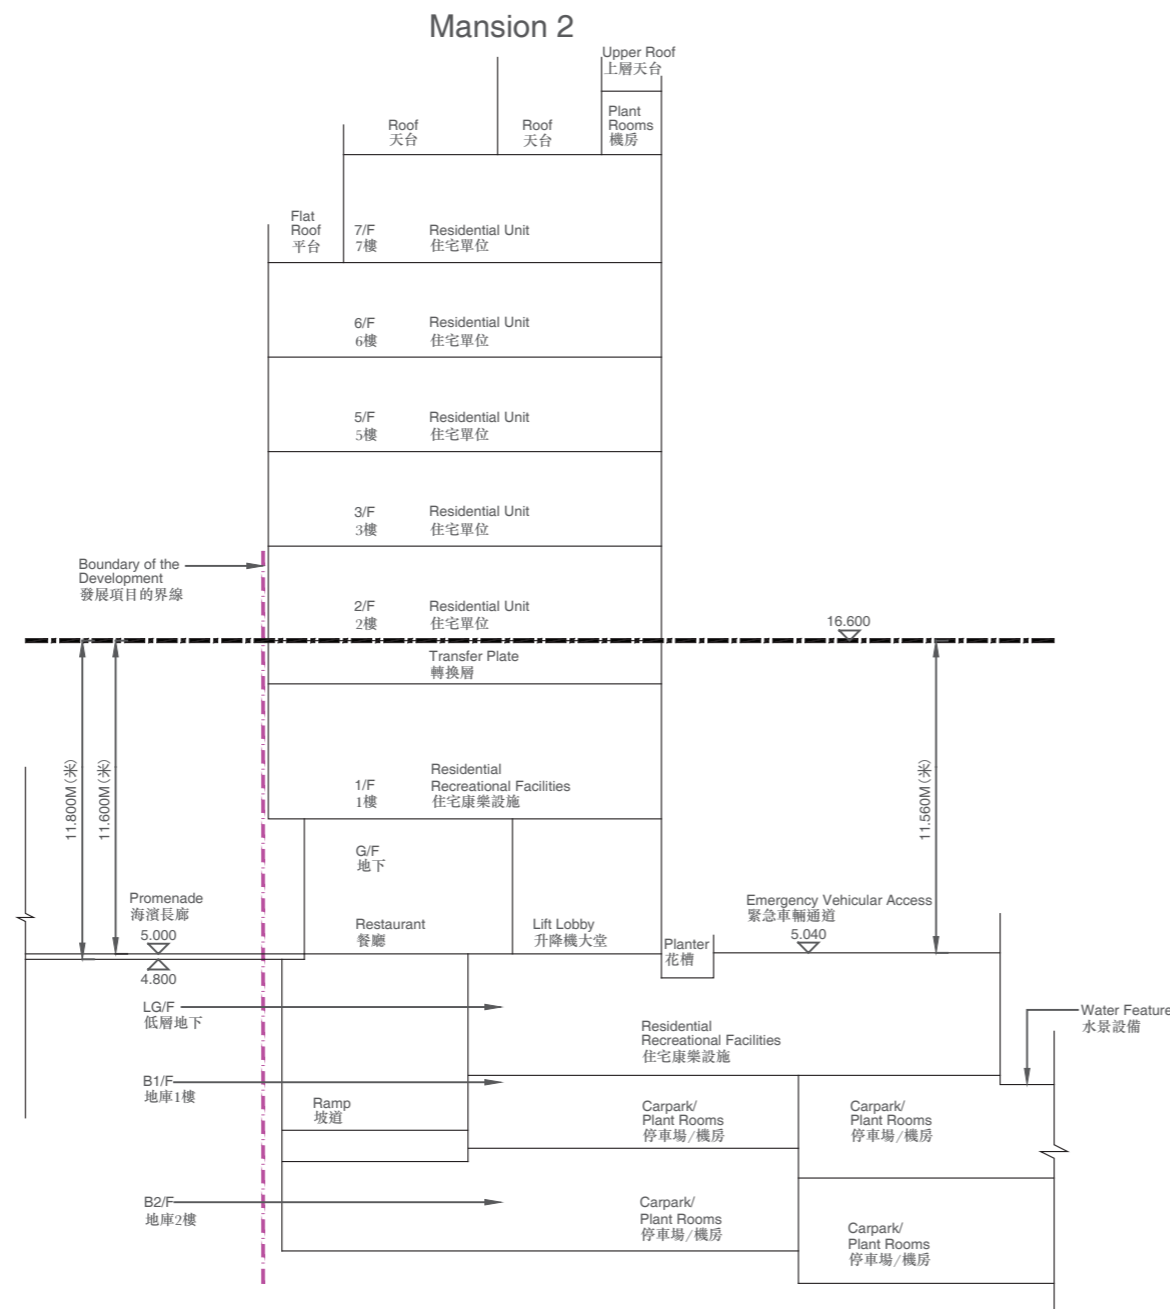 Mansion 2
Upper Roof
上層天台
Roof
天台
Roof
天台
Plant
Rooms
機房
Flat
Roof
平台
7/F
7樓
Residential Unit
住宅單位
6/F
6樓
Residential Unit
住宅單位
5/F
5樓
Residential Unit
住宅單位
3/F
3樓
Residential Unit
住宅單位
Boundary of the
Development
發展項目的界線
2/F
2樓
Residential Unit
住宅單位
16.600
Transfer Plate
轉換層
11.800M(米)
11.600M(米)
11.560M(米)
1/F
1樓
Residential
Recreational Facilities
住宅康樂設施
G/F
地下
Promenade
海濱長廊
5.000
4.800
Restaurant
餐廳
Lift Lobby
升降機大堂
Planter
花槽
Emergency Vehicular Access
緊急車輛通道
5.040
LG/F
低層地下
Residential
Recreational Facilities
住宅康樂設施
Water Feature
水景設備
B1/F
地庫1樓
Ramp
坡道
Carpark/
Plant Rooms
停車場/機房
Carpark/
Plant Rooms
停車場/機房
B2/F
地庫2樓
Carpark/
Plant Rooms
停車場/機房
Carpark/
Plant Rooms
停車場/機房